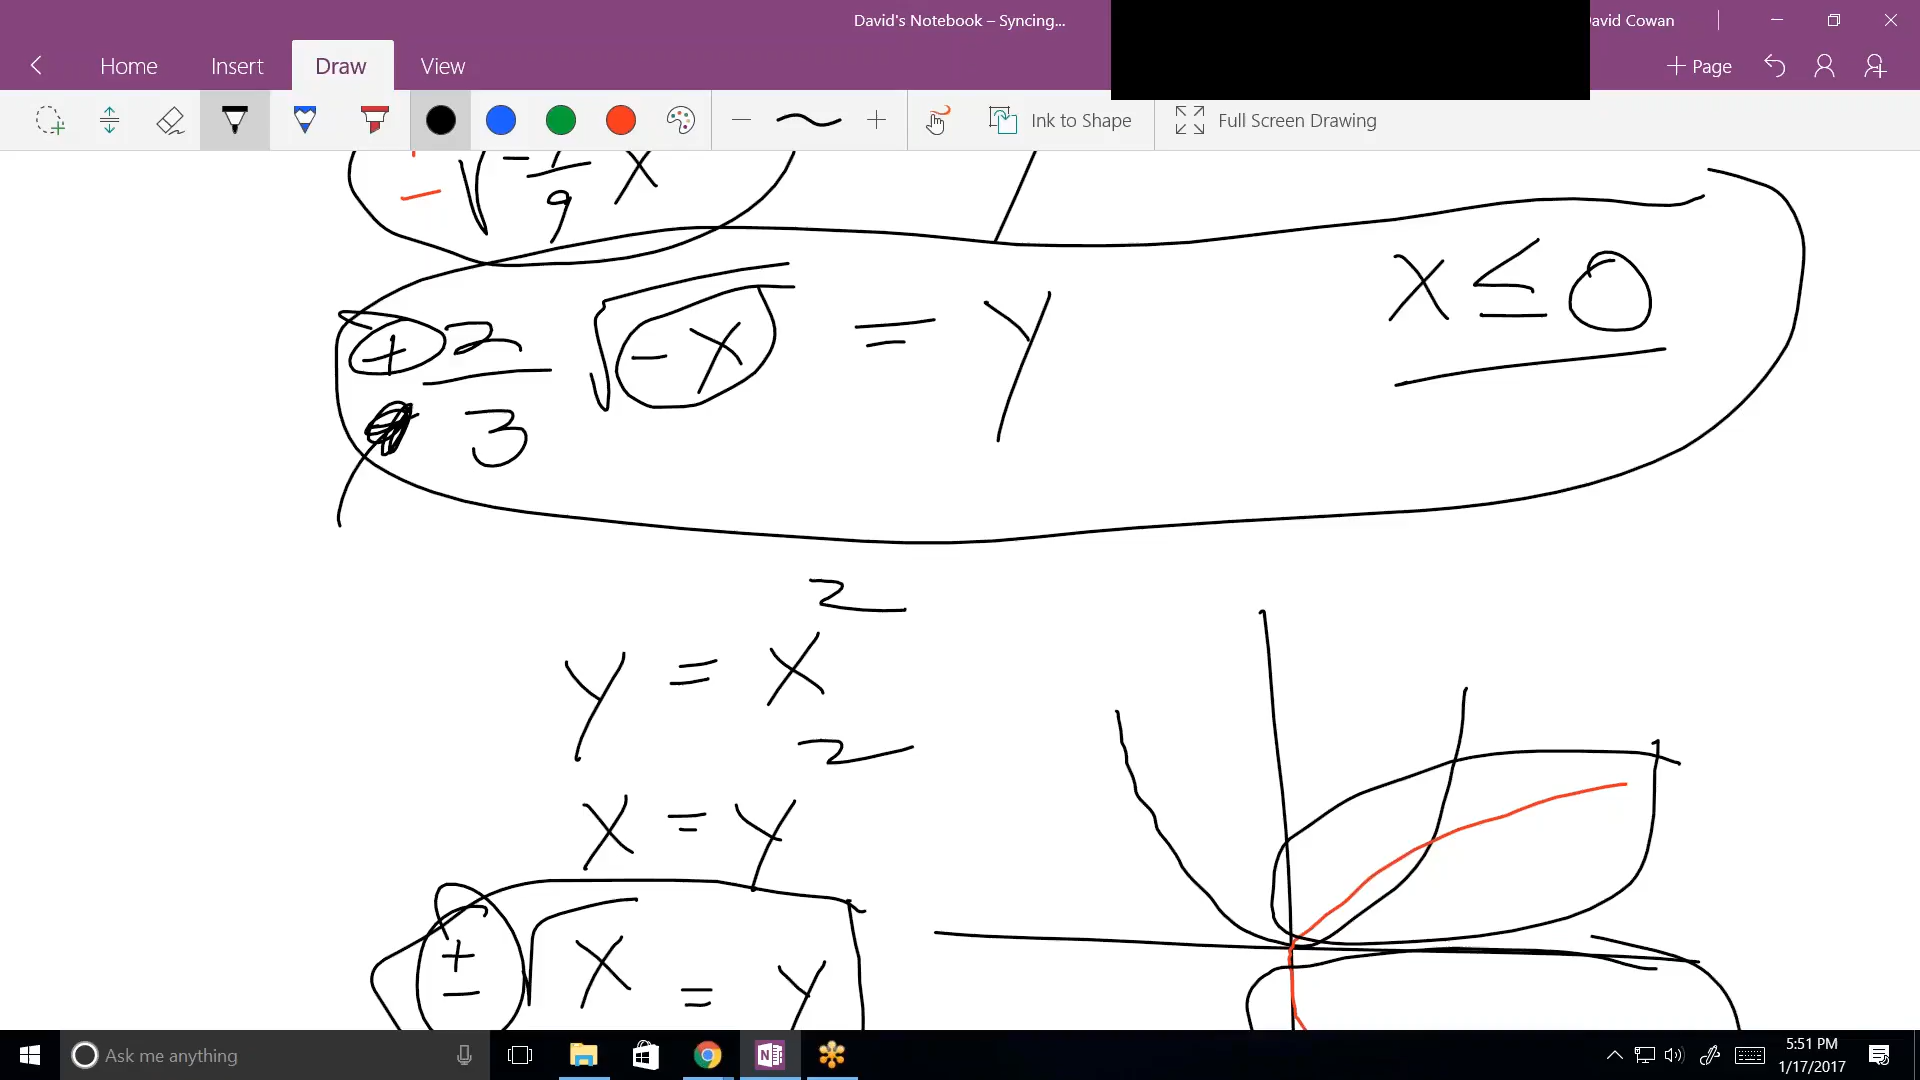 David's Notebook – Syncing...
avid Cowan
Home Insert Draw View
Page
Ink to Shape
Full Screen Drawing
± √ - /9 X
+ 2/3 √-X = Y
X ≤ 0
y = x²
x = y²
± √X = y
Ask me anything
5:51 PM
1/17/2017